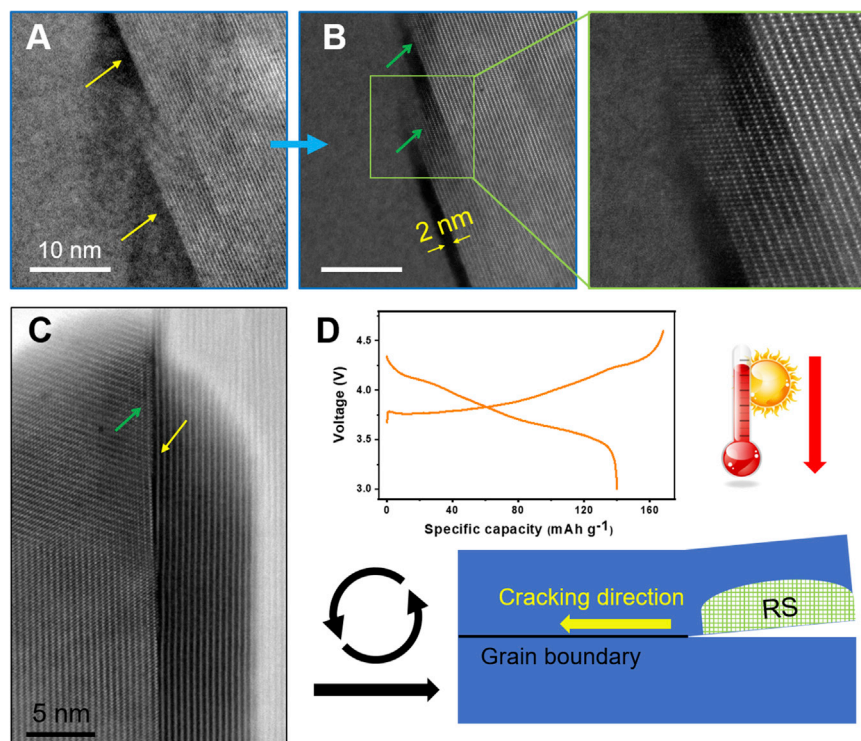 A
10 nm
B
2 nm
C
5 nm
D
4.5
4.0
3.5
3.0
Voltage (V)
0 40 80 120 160
Specific capacity (mAh g-1)
Cracking direction
RS
Grain boundary